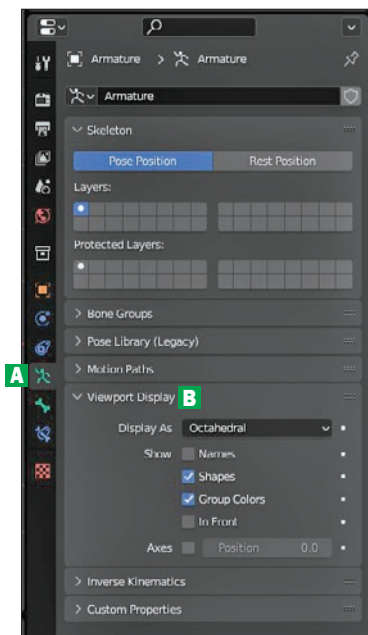 Armature > Armature
Armature
Skeleton
Pose Position Rest Position
Layers:
Protected Layers:
Bone Groups
Pose Library (Legacy)
A
Motion Paths
Viewport Display B
Display As Octahedral
Show Names
Shapes
Group Colors
In Front
Axes Position 0.0
Inverse Kinematics
Custom Properties